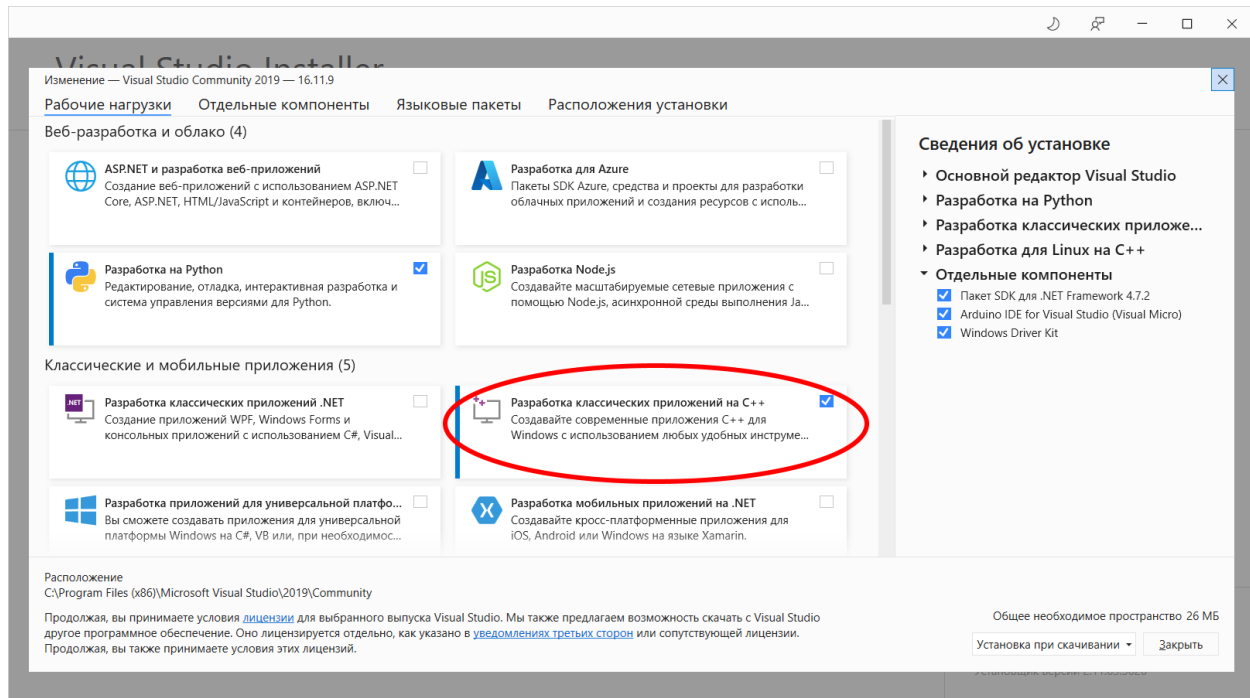 Visual Studio Installer
Изменение — Visual Studio Community 2019 — 16.11.9
Рабочие нагрузки Отдельные компоненты Языковые пакеты Расположения установки
Веб-разработка и облако (4)
ASP.NET и разработка веб-приложений
Создание веб-приложений с использованием ASP.NET
Core, ASP.NET, HTML/JavaScript и контейнеров, включ...
Разработка для Azure
Пакеты SDK Azure, средства и проекты для разработки
облачных приложений и создания ресурсов с исполь...
Разработка на Python
Редактирование, отладка, интерактивная разработка и
система управления версиями для Python.
Разработка Node.js
Создавайте масштабируемые сетевые приложения с
помощью Node.js, асинхронной среды выполнения Ja...
Классические и мобильные приложения (5)
Разработка классических приложений .NET
Создание приложений WPF, Windows Forms и
консольных приложений с использованием C#, Visual...
Разработка классических приложений на C++
Создавайте современные приложения C++ для
Windows с использованием любых удобных инструме...
Разработка приложений для универсальной платфо...
Вы сможете создавать приложения для универсальной
платформы Windows на C#, VB или, при необходимос...
Разработка мобильных приложений на .NET
Создавайте кросс-платформенные приложения для
iOS, Android или Windows на языке Xamarin.
Сведения об установке
Основной редактор Visual Studio
Разработка на Python
Разработка классических приложе...
Разработка для Linux на C++
Отдельные компоненты
Пакет SDK для .NET Framework 4.7.2
Arduino IDE for Visual Studio (Visual Micro)
Windows Driver Kit
Расположение
C:\Program Files (x86)\Microsoft Visual Studio\2019\Community
Продолжая, вы принимаете условия лицензии для выбранного выпуска Visual Studio. Мы также предлагаем возможность скачать с Visual Studio
другое программное обеспечение. Оно лицензируется отдельно, как указано в уведомлениях третьих сторон или сопутствующей лицензии.
Продолжая, вы также принимаете условия этих лицензий.
Общее необходимое пространство 26 МБ
Установка при скачивании Закрыть